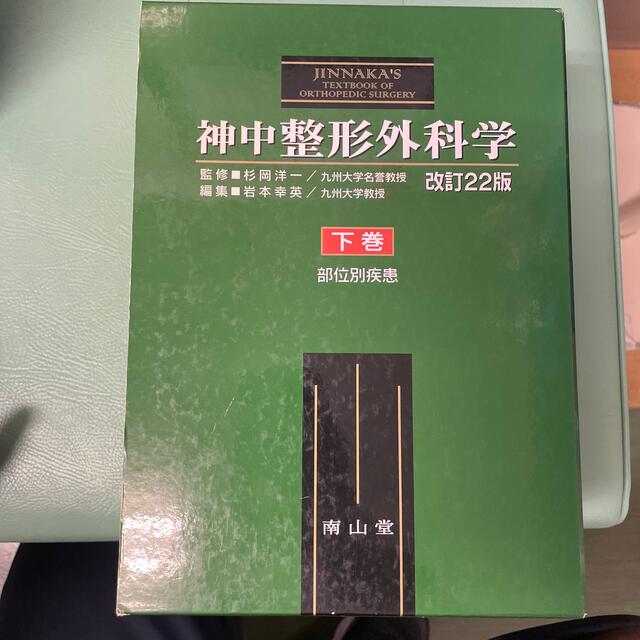 JINNAKA'S
TEXTBOOK OF
ORTHOPEDIC SURGERY
神中整形外科学
監修■杉岡洋一／九州大学名誉教授
編集■岩本幸英／九州大学教授
改訂22版
下巻
部位別疾患
南山堂